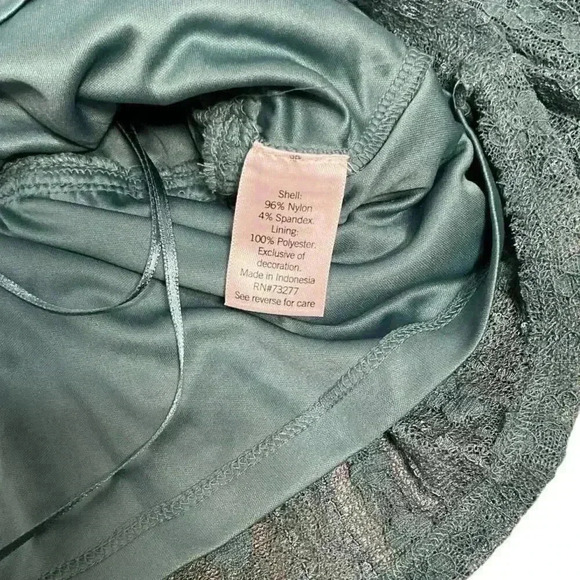 Shell:
96% Nylon
4% Spandex.
Lining:
100% Polyester.
Exclusive of
decoration.
Made in Indonesia
RN#73277
See reverse for care